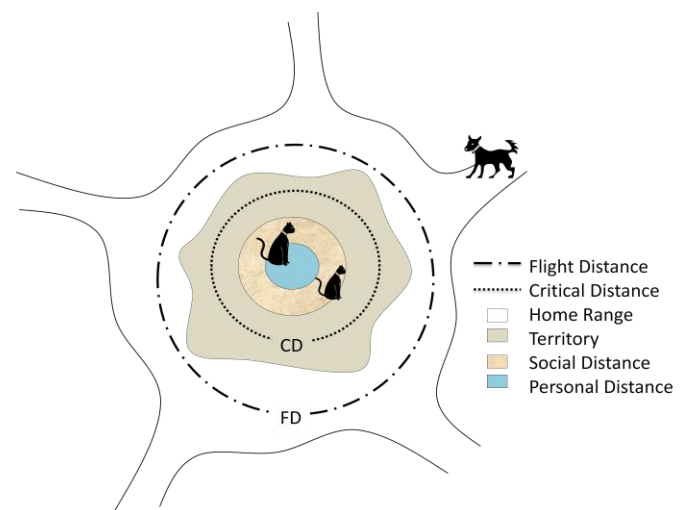 CD
FD
Flight Distance
Critical Distance
Home Range
Territory
Social Distance
Personal Distance